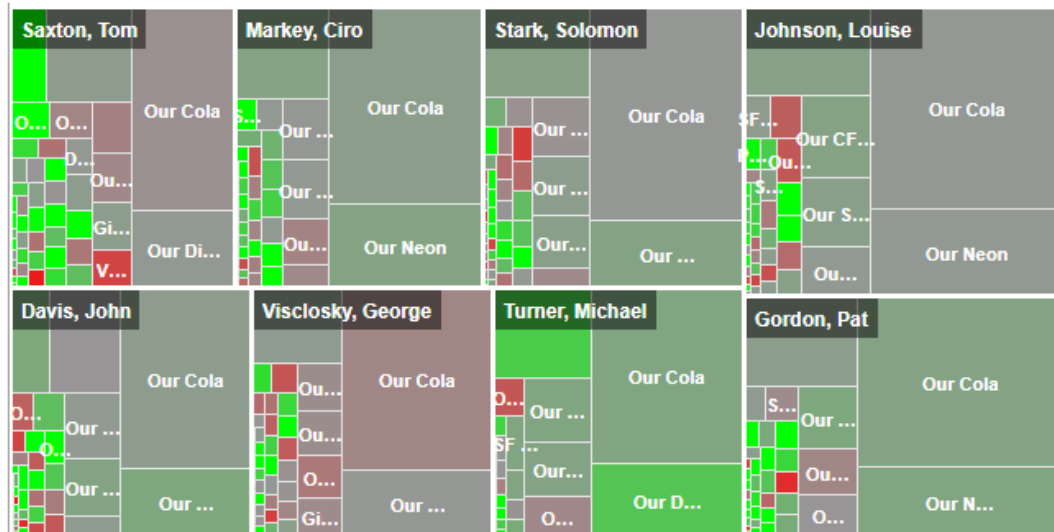 Saxton, Tom
Our Cola
O...
O...
D...
Ou...
Gi...
V...
Our Di...
Markey, Ciro
Our Cola
S...
Our ...
Our ...
Ou...
Our Neon
Stark, Solomon
Our Cola
Our ...
Our ...
Our...
Our ...
Johnson, Louise
Our Cola
SF...
Our CF...
P...
Ou...
S...
Our S...
Ou...
Our Neon
Davis, John
Our Cola
O...
Our ...
O...
Our ...
Our ...
Visclosky, George
Our Cola
Ou...
Ou...
O...
Gi...
Our ...
Turner, Michael
Our Cola
O...
Our ...
SF ...
Our...
O...
Our D...
Gordon, Pat
Our Cola
S...
Our ...
Ou...
O...
Our N...